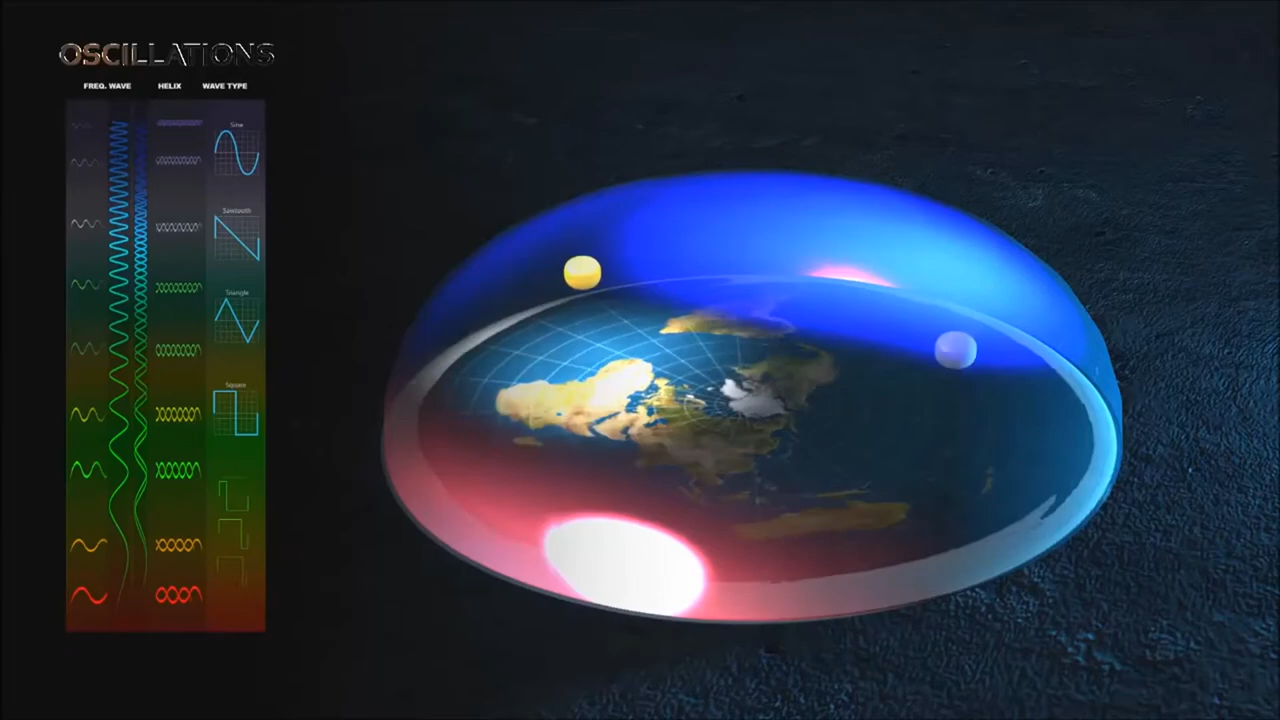 OSCILLATIONS
FREQ. WAVE HELIX WAVE TYPE
Sine
Sawtooth
Triangle
Square